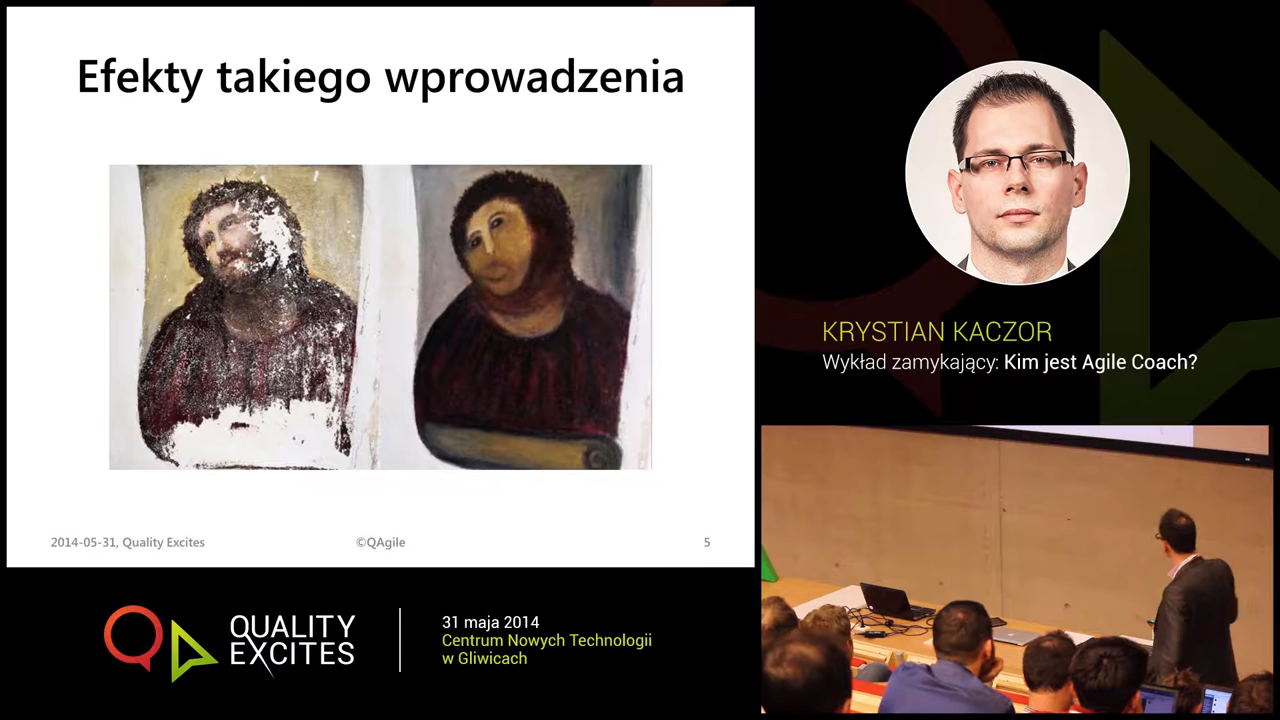 Efekty takiego wprowadzenia
2014-05-31, Quality Excites
©QAgile
5
KRYSTIAN KACZOR
Wykład zamykający: Kim jest Agile Coach?
QUALITY
EXCITES
31 maja 2014
Centrum Nowych Technologii
w Gliwicach